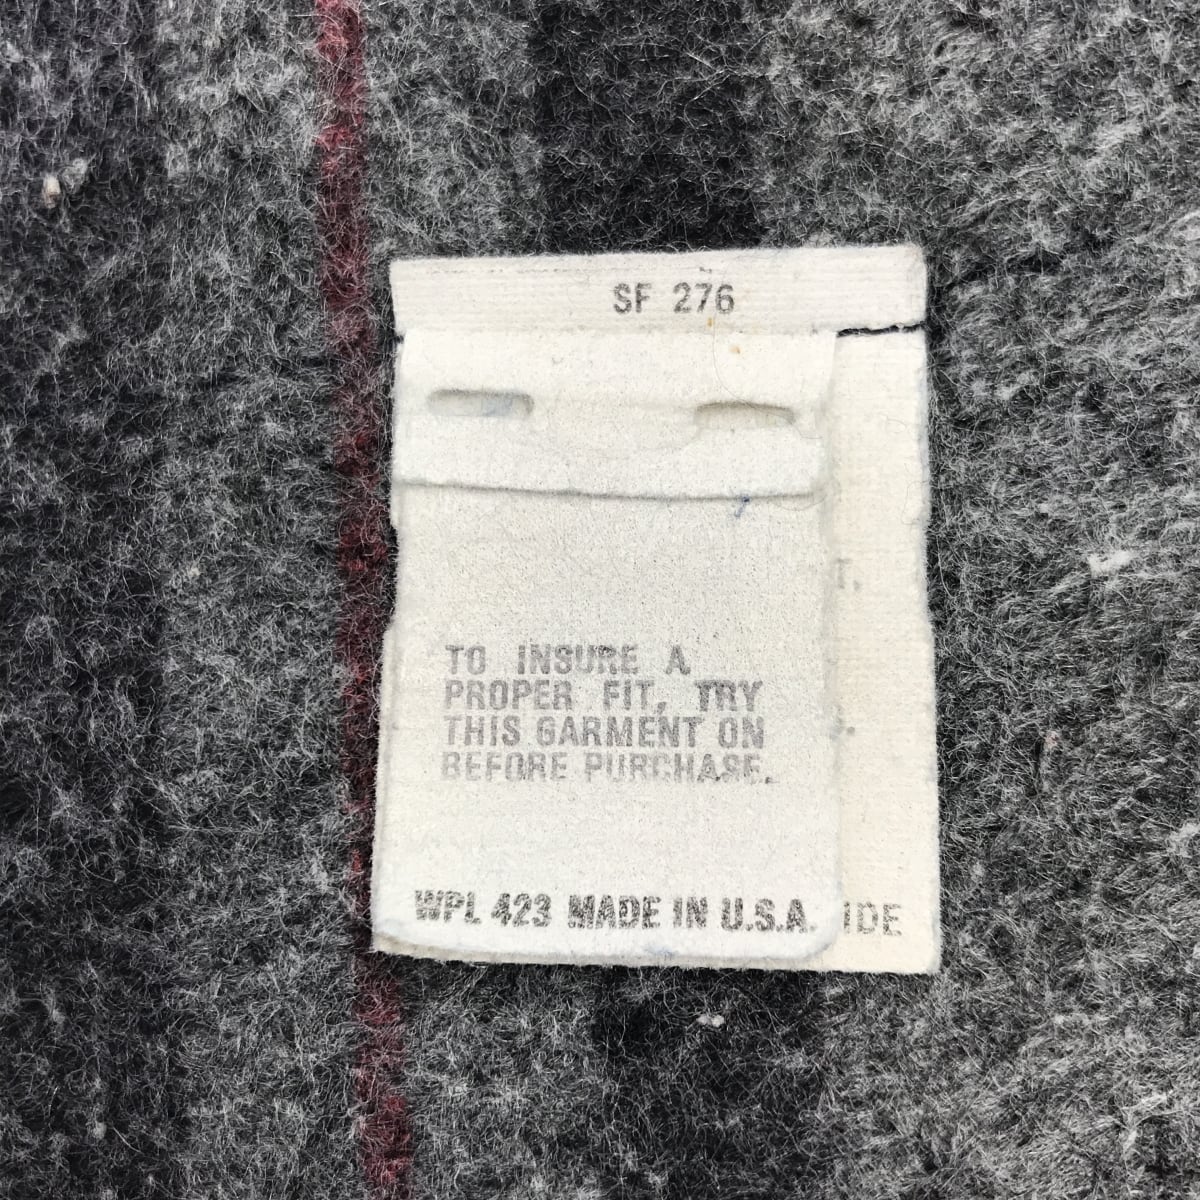 SF 276
T.
TO INSURE A
PROPER FIT, TRY
THIS GARMENT ON
BEFORE PURCHASE.
WPL 423 MADE IN U.S.A. IDE